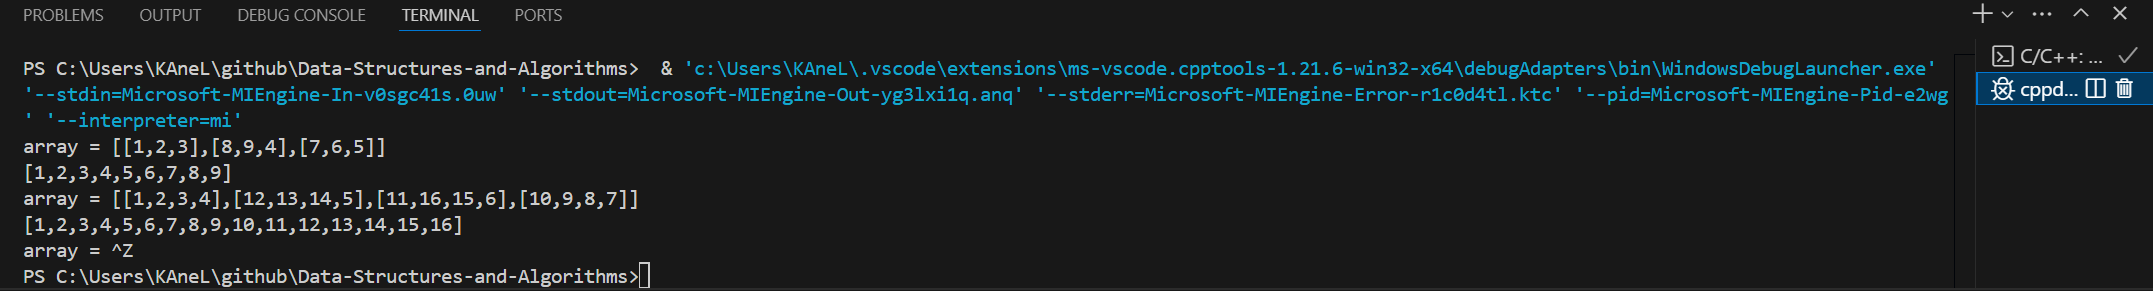 PROBLEMS OUTPUT DEBUG CONSOLE TERMINAL PORTS
PS C:\Users\KAneL\github\Data-Structures-and-Algorithms>  & 'c:\Users\KAneL\.vscode\extensions\ms-vscode.cpptools-1.21.6-win32-x64\debugAdapters\bin\WindowsDebugLauncher.exe'
'--stdin=Microsoft-MIEngine-In-v0sgc41s.0uw' '--stdout=Microsoft-MIEngine-Out-yg3lxi1q.anq' '--stderr=Microsoft-MIEngine-Error-r1c0d4tl.ktc' '--pid=Microsoft-MIEngine-Pid-e2wg
' '--interpreter=mi'
array = [[1,2,3],[8,9,4],[7,6,5]]
[1,2,3,4,5,6,7,8,9]
array = [[1,2,3,4],[12,13,14,5],[11,16,15,6],[10,9,8,7]]
[1,2,3,4,5,6,7,8,9,10,11,12,13,14,15,16]
array = ^Z
PS C:\Users\KAneL\github\Data-Structures-and-Algorithms>
C/C++: ...
cppd...